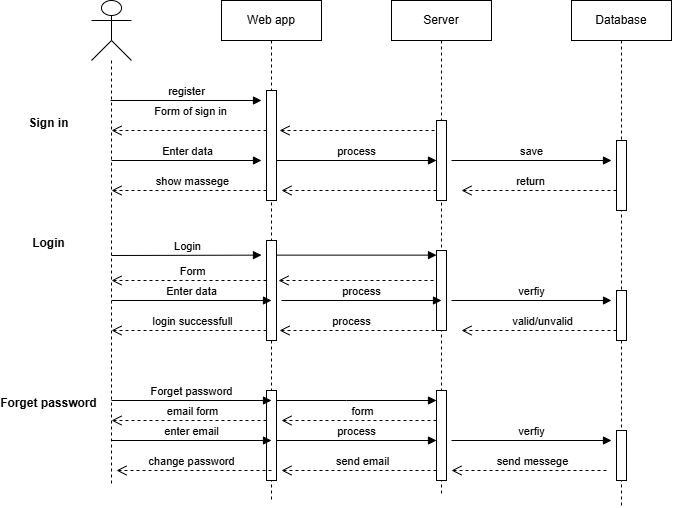 Web app
Server
Database
register
Form of sign in
Sign in
Enter data
process
save
show massege
return
Login
Login
Form
Enter data
process
verfiy
login successfull
process
valid/unvalid
Forget password
Forget password
email form
form
enter email
process
verfiy
change password
send email
send messege